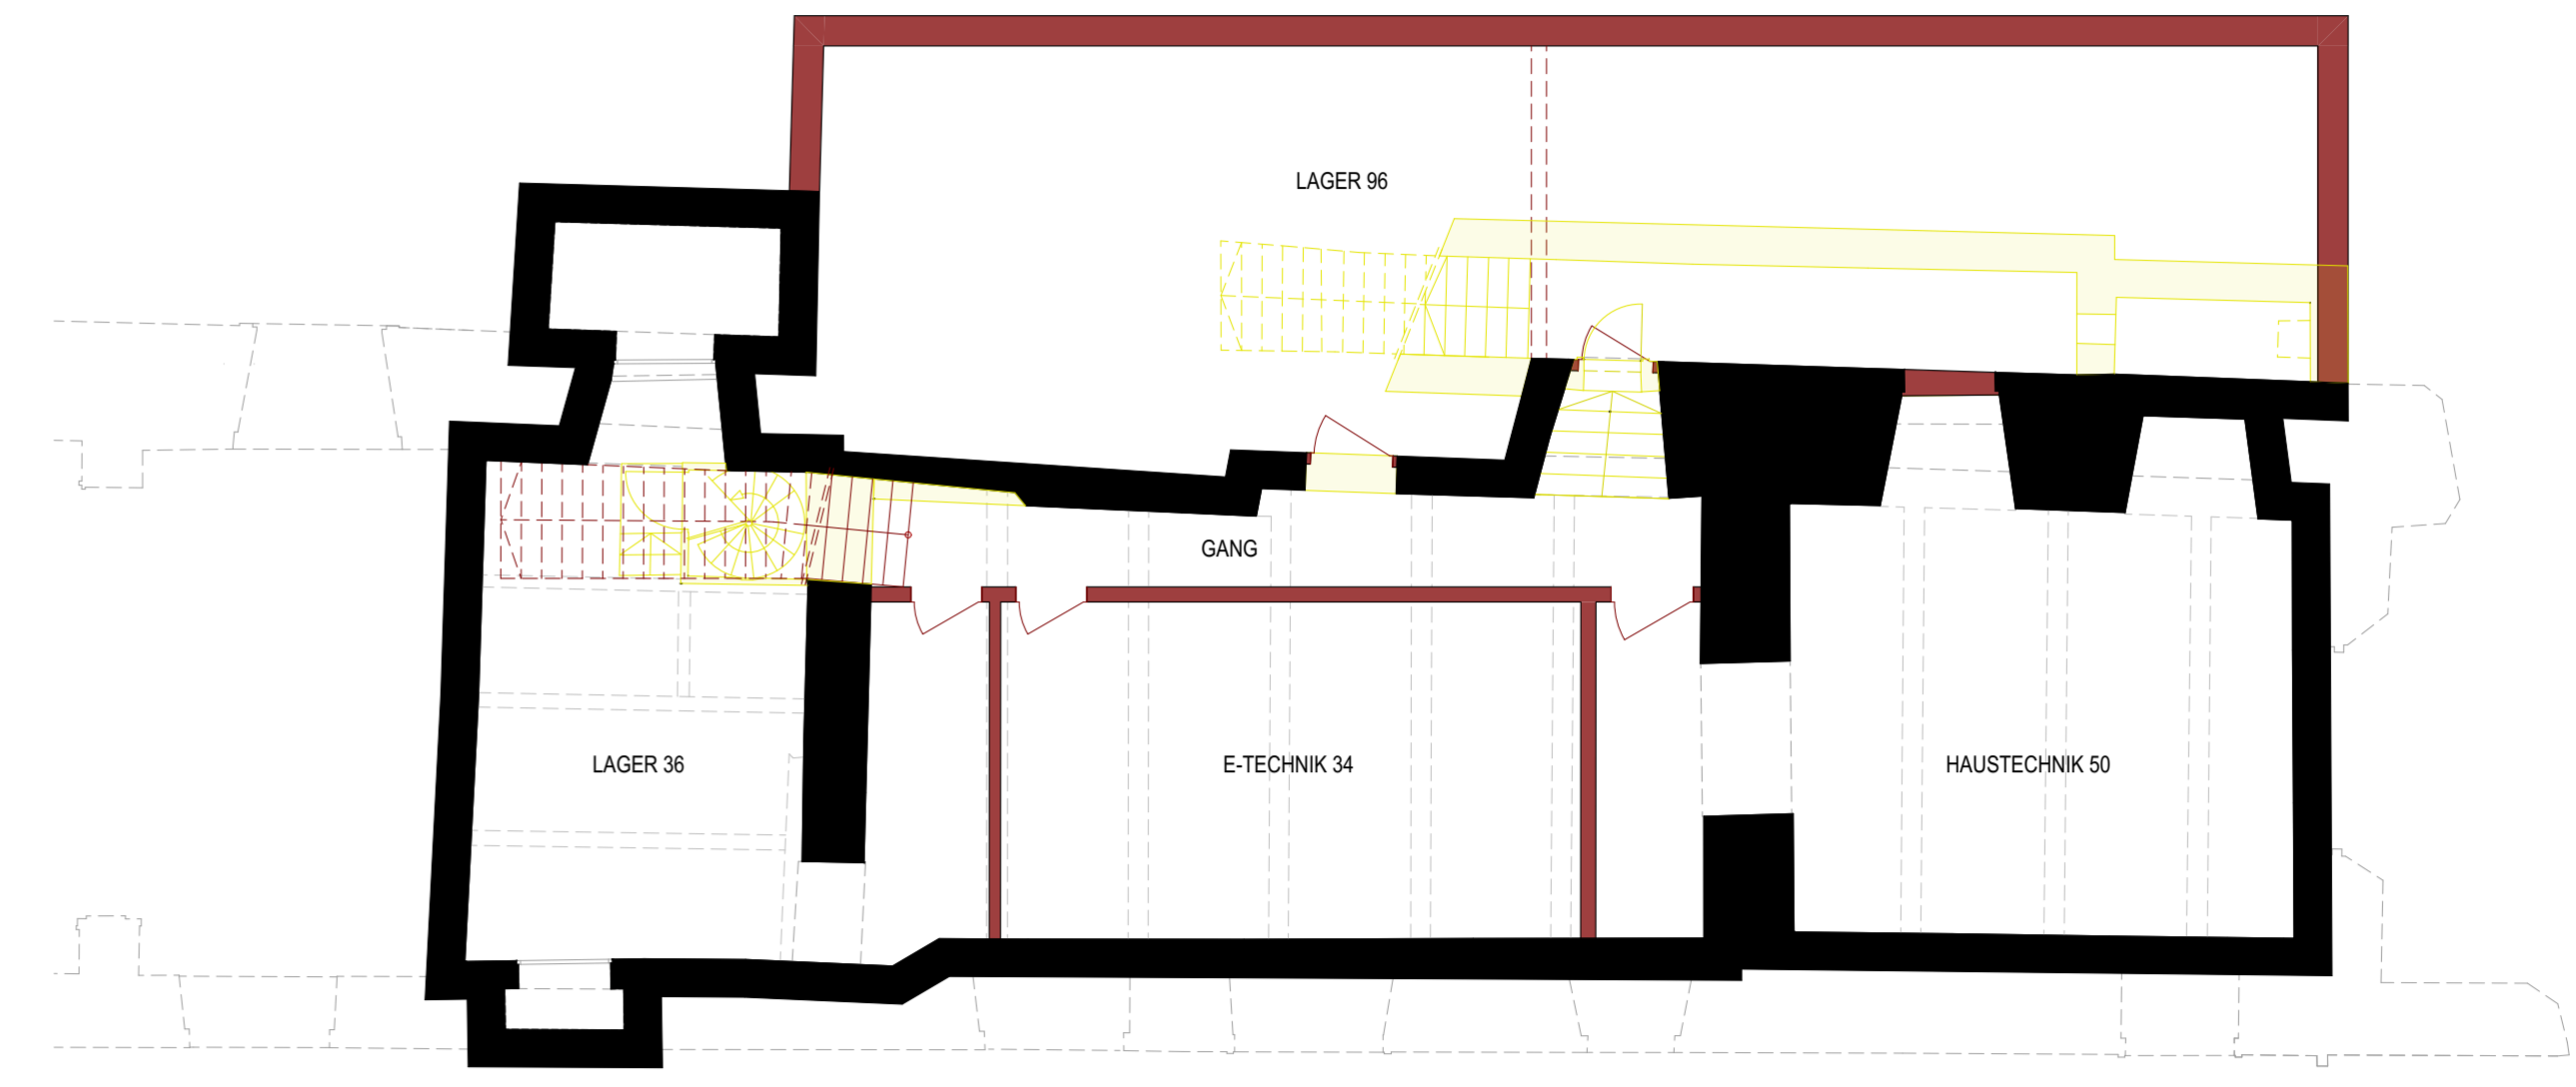 LAGER 96
GANG
LAGER 36
E-TECHNIK 34
HAUSTECHNIK 50